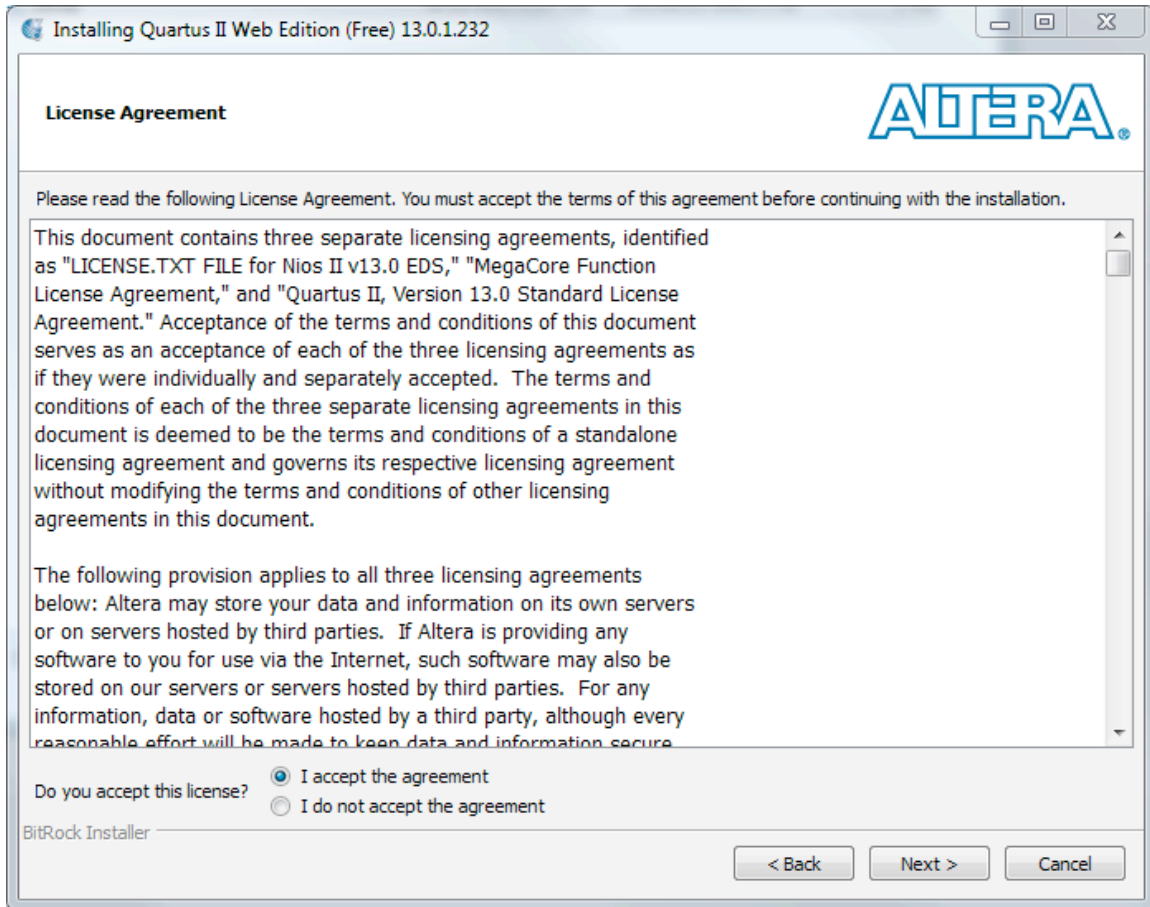 Installing Quartus II Web Edition (Free) 13.0.1.232
License Agreement
ALTERA®
Please read the following License Agreement. You must accept the terms of this agreement before continuing with the installation.
This document contains three separate licensing agreements, identified
as "LICENSE.TXT FILE for Nios II v13.0 EDS," "MegaCore Function
License Agreement," and "Quartus II, Version 13.0 Standard License
Agreement." Acceptance of the terms and conditions of this document
serves as an acceptance of each of the three licensing agreements as
if they were individually and separately accepted.  The terms and
conditions of each of the three separate licensing agreements in this
document is deemed to be the terms and conditions of a standalone
licensing agreement and governs its respective licensing agreement
without modifying the terms and conditions of other licensing
agreements in this document.
The following provision applies to all three licensing agreements
below: Altera may store your data and information on its own servers
or on servers hosted by third parties.  If Altera is providing any
software to you for use via the Internet, such software may also be
stored on our servers or servers hosted by third parties.  For any
information, data or software hosted by a third party, although every
reasonable effort will be made to keep data and information secure
Do you accept this license?
I accept the agreement
I do not accept the agreement
BitRock Installer
< Back
Next >
Cancel